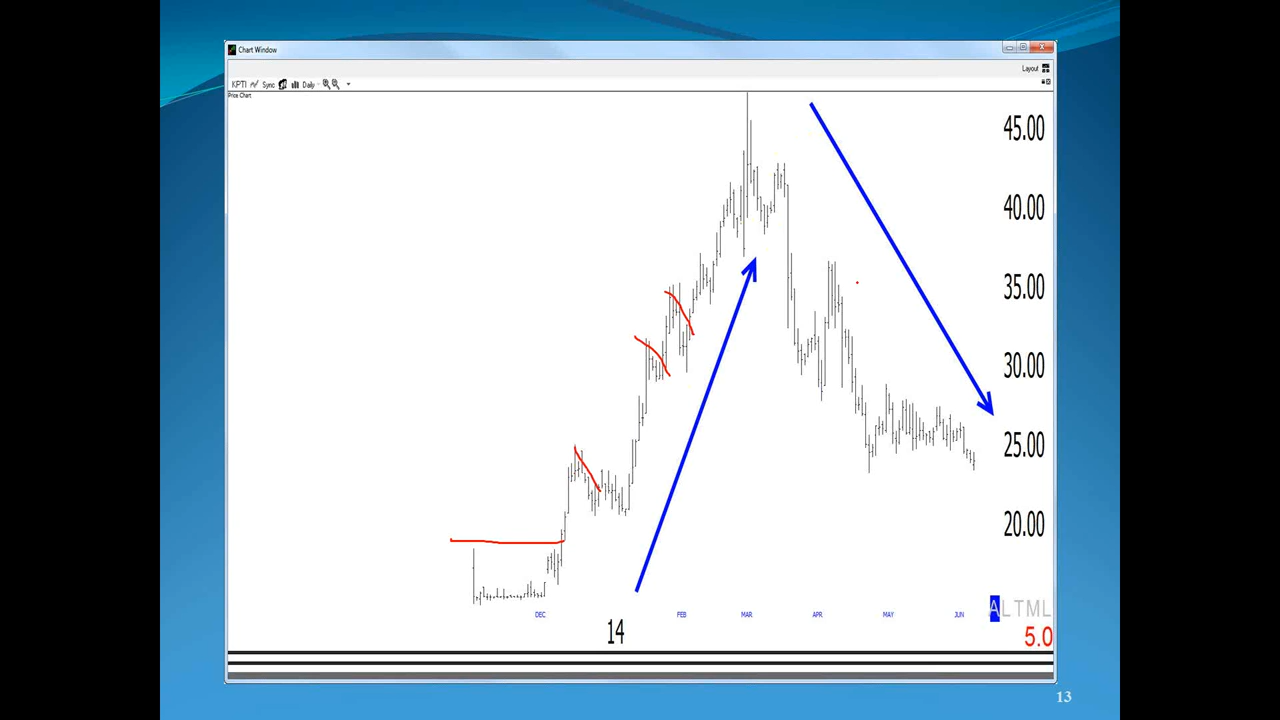 Chart Window
Layout
KPTI Sync Daily
Price Chart
45.00
40.00
35.00
30.00
25.00
20.00
ALTML
DEC FEB MAR APR MAY JUN
14
5.0
13